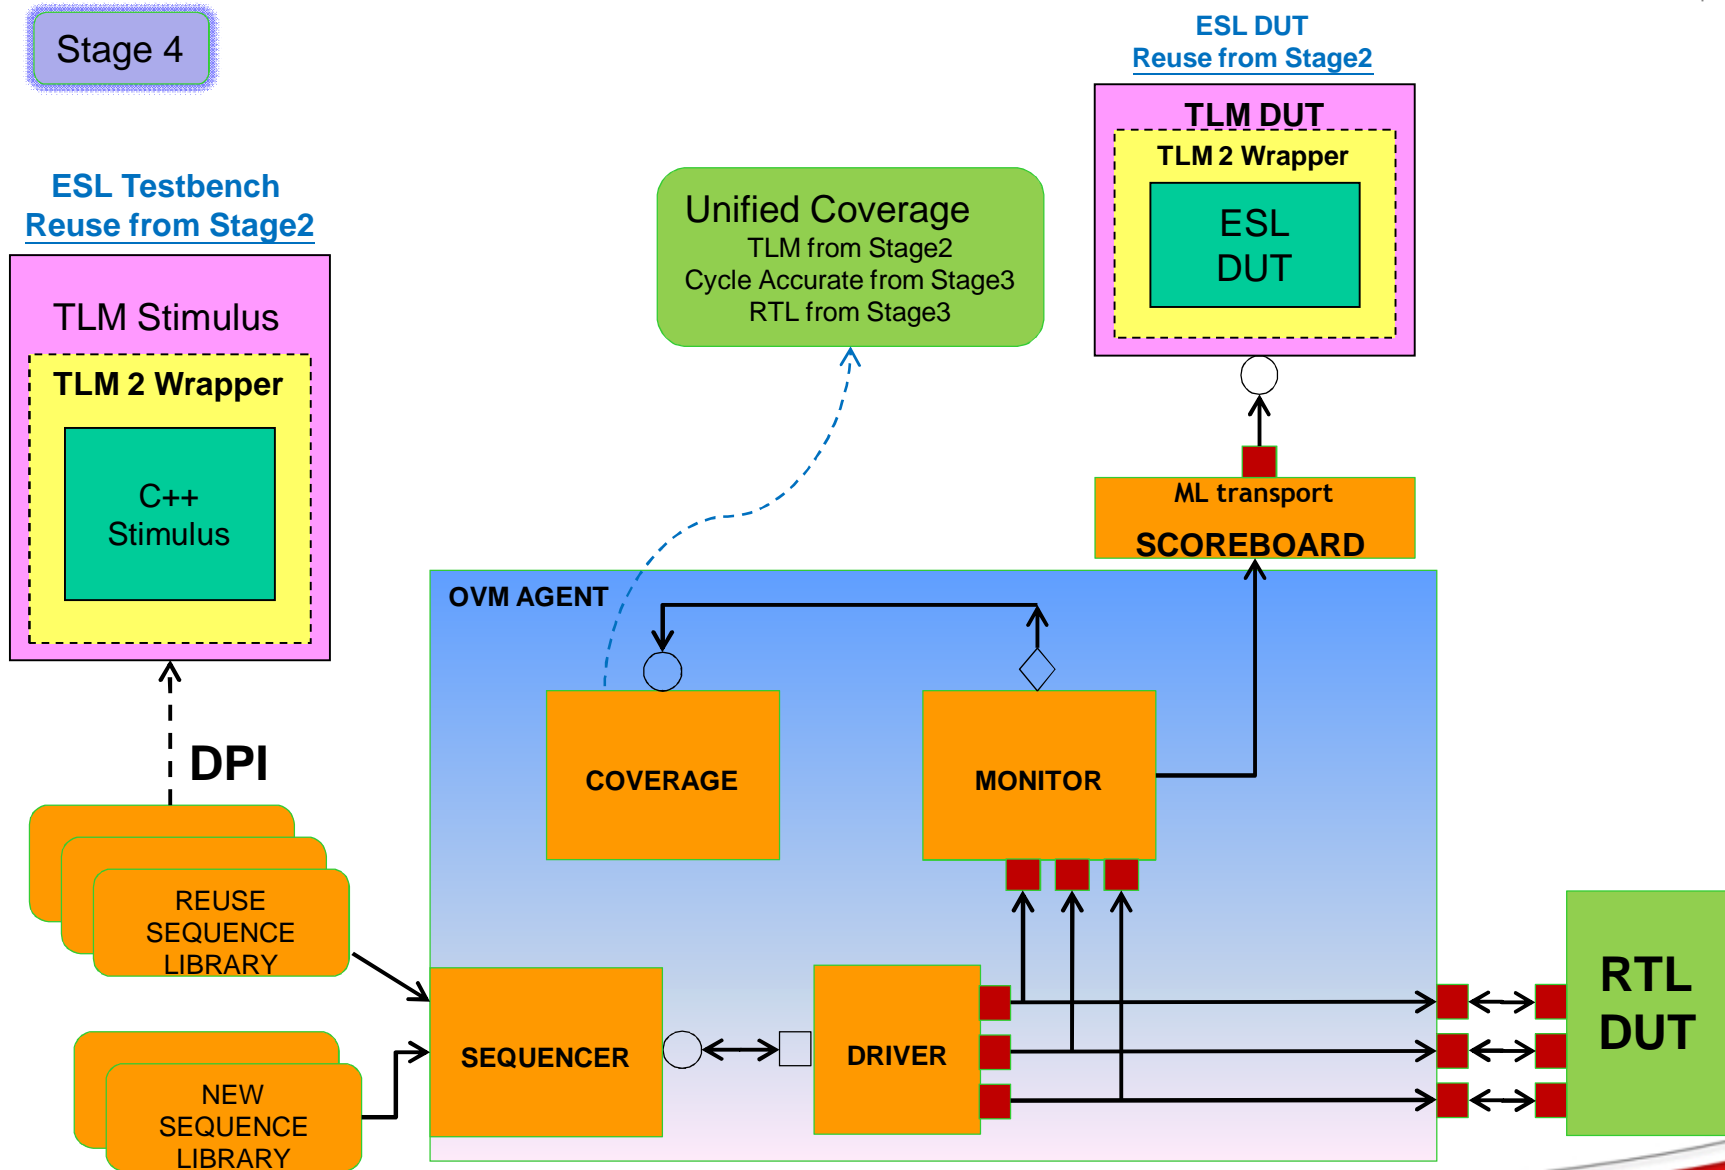 Stage 4
ESL DUT
Reuse from Stage2
TLM DUT
TLM 2 Wrapper
ESL
DUT
ESL Testbench
Reuse from Stage2
TLM Stimulus
TLM 2 Wrapper
C++
Stimulus
Unified Coverage
TLM from Stage2
Cycle Accurate from Stage3
RTL from Stage3
ML transport
SCOREBOARD
OVM AGENT
COVERAGE
MONITOR
DPI
REUSE
SEQUENCE
LIBRARY
SEQUENCER
DRIVER
RTL
DUT
NEW
SEQUENCE
LIBRARY